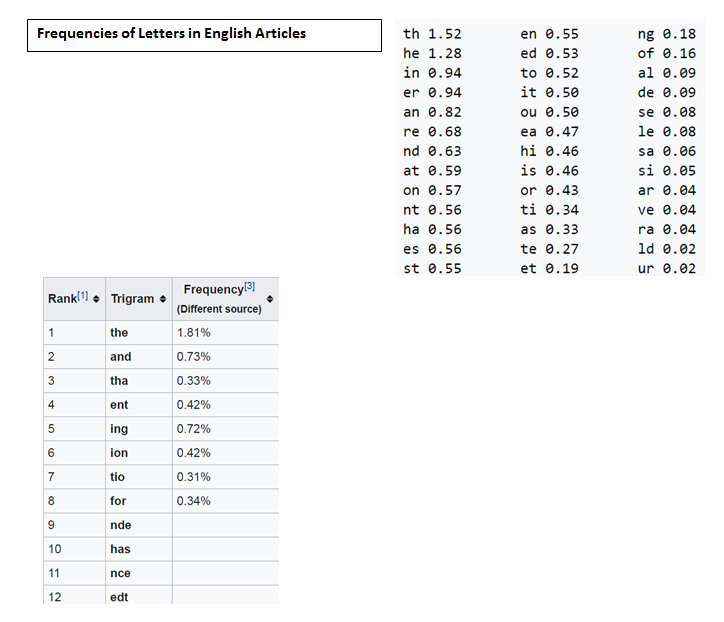 Frequencies of Letters in English Articles
th 1.52 en 0.55 ng 0.18
he 1.28 ed 0.53 of 0.16
in 0.94 to 0.52 al 0.09
er 0.94 it 0.50 de 0.09
an 0.82 ou 0.50 se 0.08
re 0.68 ea 0.47 le 0.08
nd 0.63 hi 0.46 sa 0.06
at 0.59 is 0.46 si 0.05
on 0.57 or 0.43 ar 0.04
nt 0.56 ti 0.34 ve 0.04
ha 0.56 as 0.33 ra 0.04
es 0.56 te 0.27 ld 0.02
st 0.55 et 0.19 ur 0.02
Rank[1] Trigram Frequency[3]
(Different source)
1 the 1.81%
2 and 0.73%
3 tha 0.33%
4 ent 0.42%
5 ing 0.72%
6 ion 0.42%
7 tio 0.31%
8 for 0.34%
9 nde
10 has
11 nce
12 edt